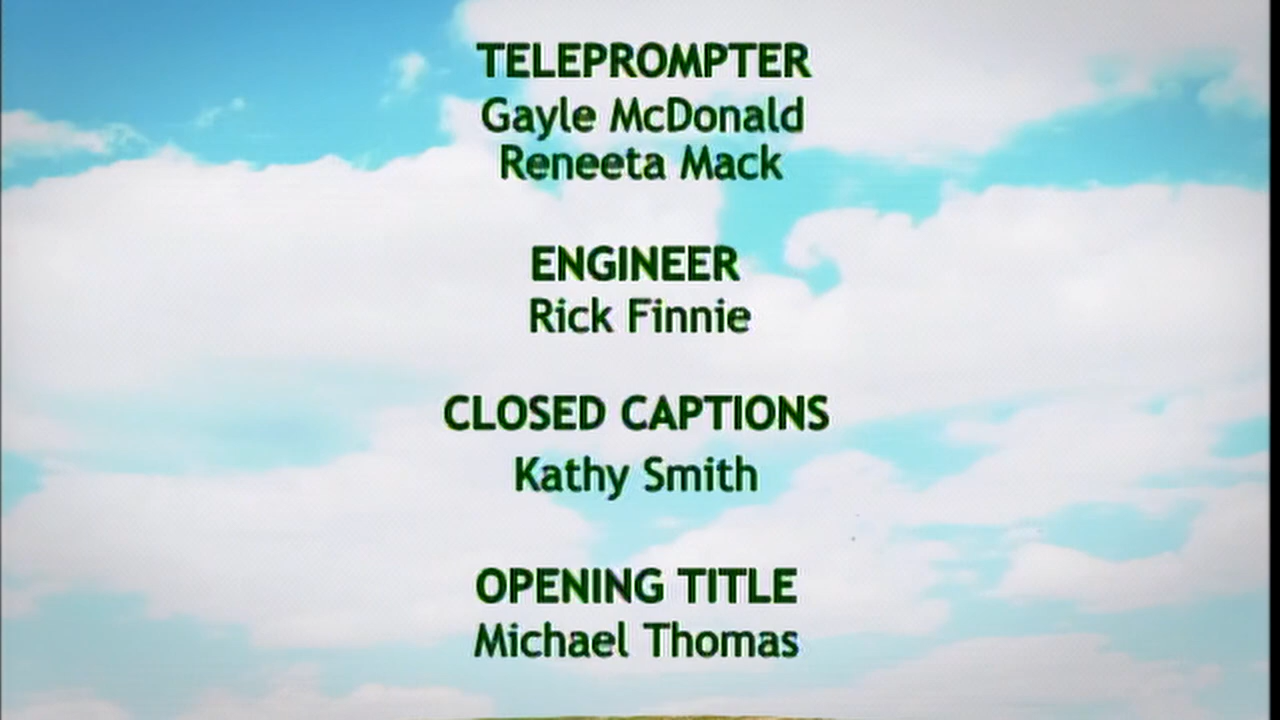 TELEPROMPTER
Gayle McDonald
Reneeta Mack
ENGINEER
Rick Finnie
CLOSED CAPTIONS
Kathy Smith
OPENING TITLE
Michael Thomas